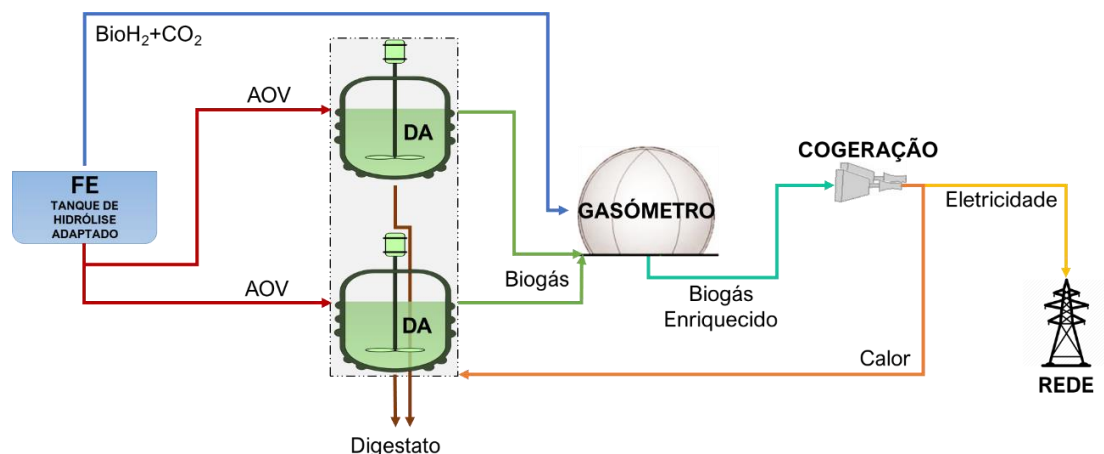 BioH₂+CO₂
AOV
DA
FE
TANQUE DE
HIDRÓLISE
ADAPTADO
AOV
DA
Digestato
Biogás
GASÓMETRO
Biogás
Enriquecido
COGERAÇÃO
Eletricidade
Calor
REDE